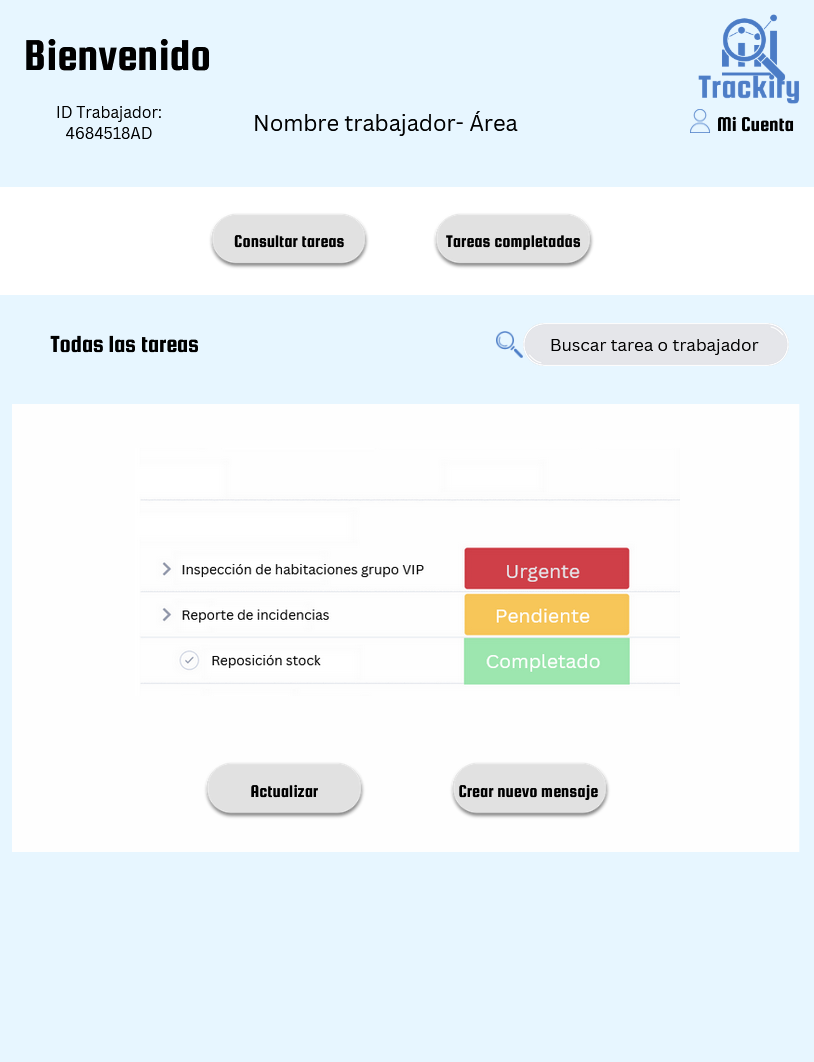 Bienvenido
Trackify
ID Trabajador:
4684518AD
Nombre trabajador- Área
Mi Cuenta
Consultar tareas
Tareas completadas
Todas las tareas
Buscar tarea o trabajador
Inspección de habitaciones grupo VIP
Urgente
Reporte de incidencias
Pendiente
Reposición stock
Completado
Actualizar
Crear nuevo mensaje